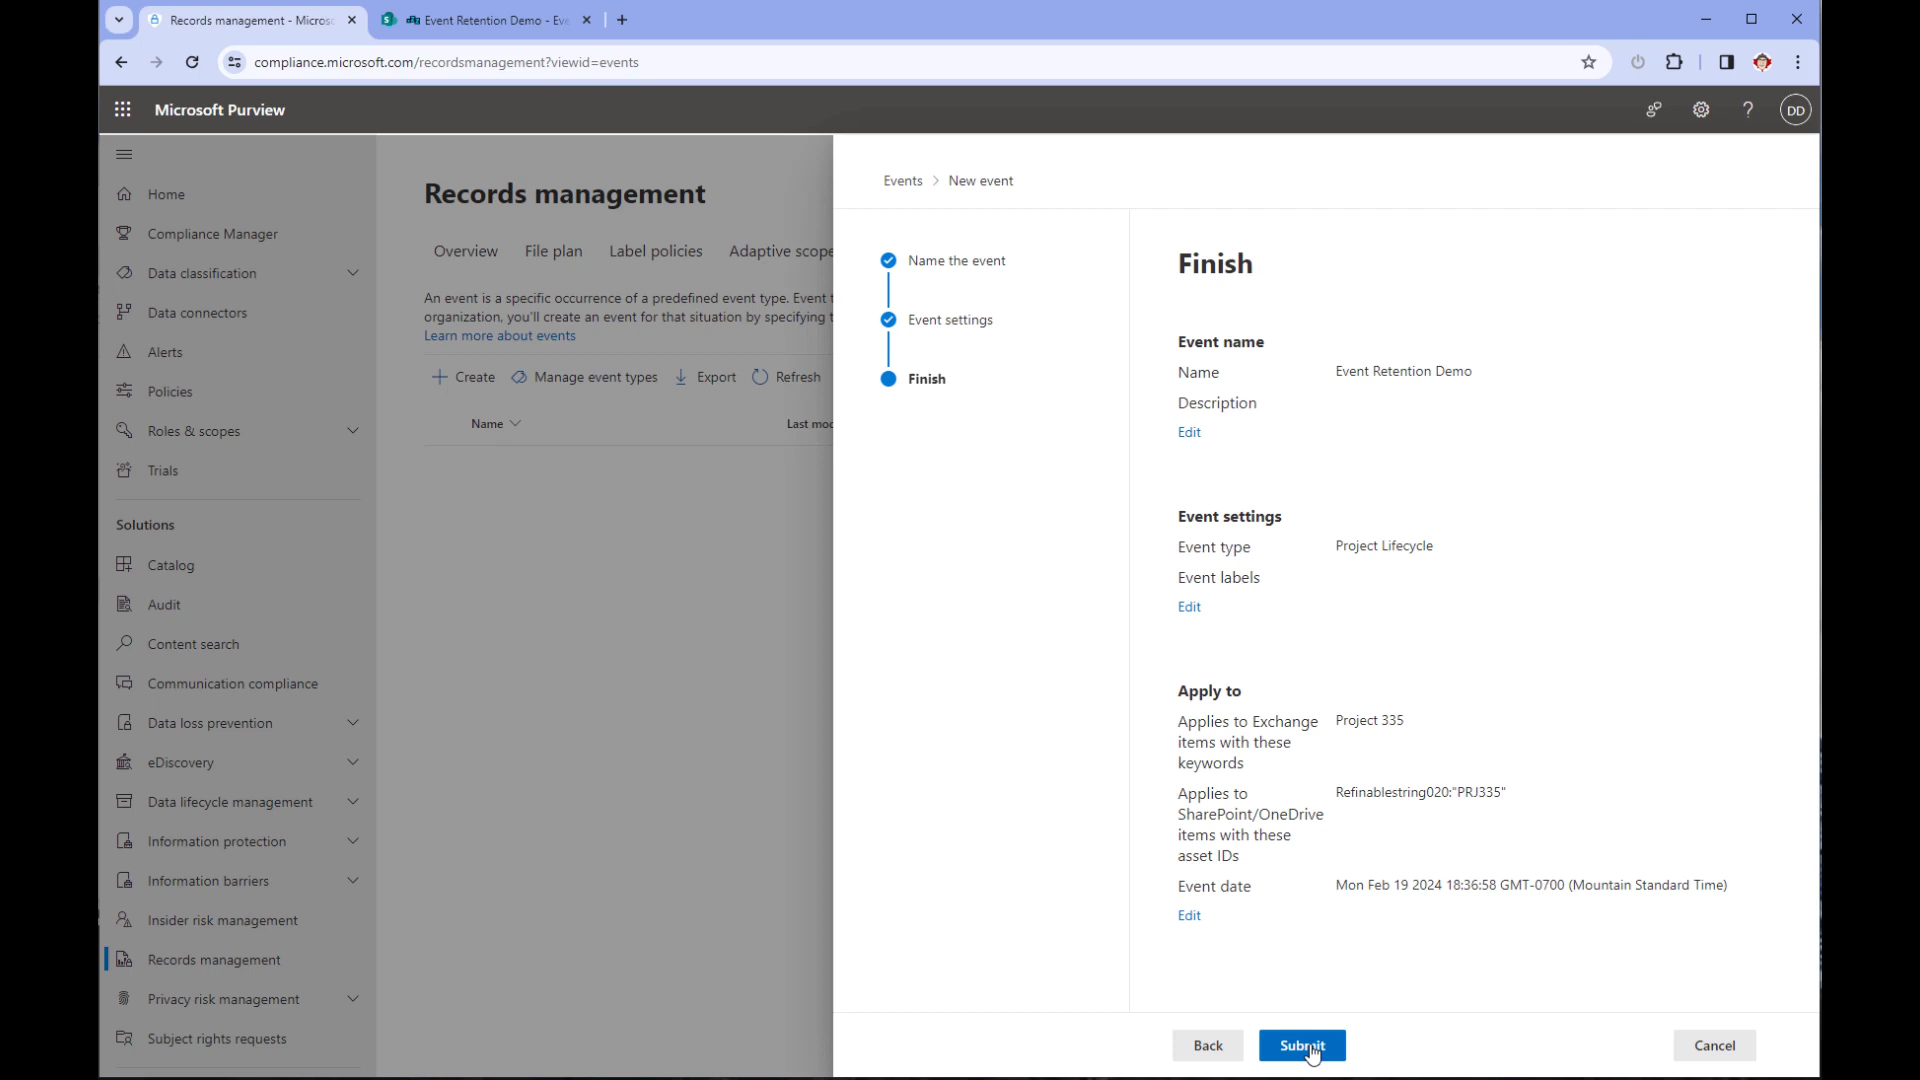 Records management - Micros
Event Retention Demo - Eve
compliance.microsoft.com/recordsmanagement?viewid=events
Microsoft Purview
DD
Home
Compliance Manager
Data classification
Data connectors
Alerts
Policies
Roles & scopes
Trials
Solutions
Catalog
Audit
Content search
Communication compliance
Data loss prevention
eDiscovery
Data lifecycle management
Information protection
Information barriers
Insider risk management
Records management
Privacy risk management
Subject rights requests
Records management
Overview File plan Label policies Adaptive scope
An event is a specific occurrence of a predefined event type. Event t
organization, you'll create an event for that situation by specifying t
Learn more about events
Create Manage event types Export Refresh
Name Last mod
Events > New event
Name the event
Event settings
Finish
Finish
Event name
Name Event Retention Demo
Description
Edit
Event settings
Event type Project Lifecycle
Event labels
Edit
Apply to
Applies to Exchange Project 335
items with these
keywords
Applies to Refinablestring020:"PRJ335"
SharePoint/OneDrive
items with these
asset IDs
Event date Mon Feb 19 2024 18:36:58 GMT-0700 (Mountain Standard Time)
Edit
Back Submit Cancel